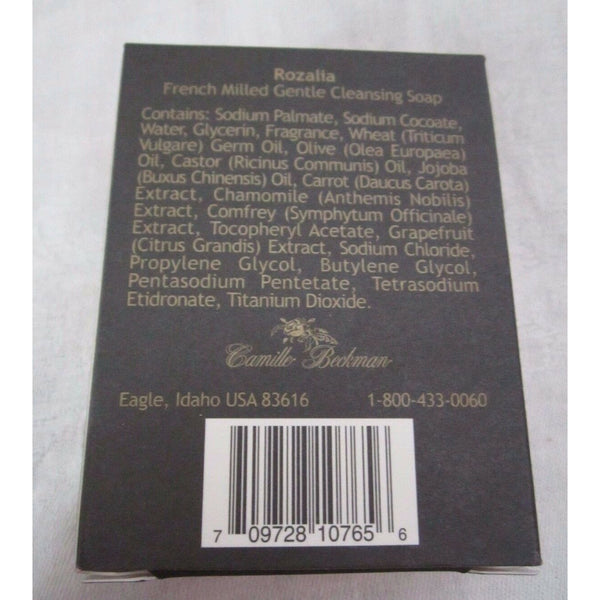 Rozalia
French Milled Gentle Cleansing Soap
Contains: Sodium Palmate, Sodium Cocoate,
Water, Glycerin, Fragrance, Wheat (Triticum
Vulgare) Germ Oil, Olive (Olea Europaea)
Oil, Castor (Ricinus Communis) Oil, Jojoba
(Buxus Chinensis) Oil, Carrot (Daucus Carota)
Extract, Chamomile (Anthemis Nobilis)
Extract, Comfrey (Symphytum Officinale)
Extract, Tocopheryl Acetate, Grapefruit
(Citrus Grandis) Extract, Sodium Chloride,
Propylene Glycol, Butylene Glycol,
Pentasodium Pentetate, Tetrasodium
Etidronate, Titanium Dioxide.
Camille Beckman
Eagle, Idaho USA 83616 1-800-433-0060
7 09728 10765 6